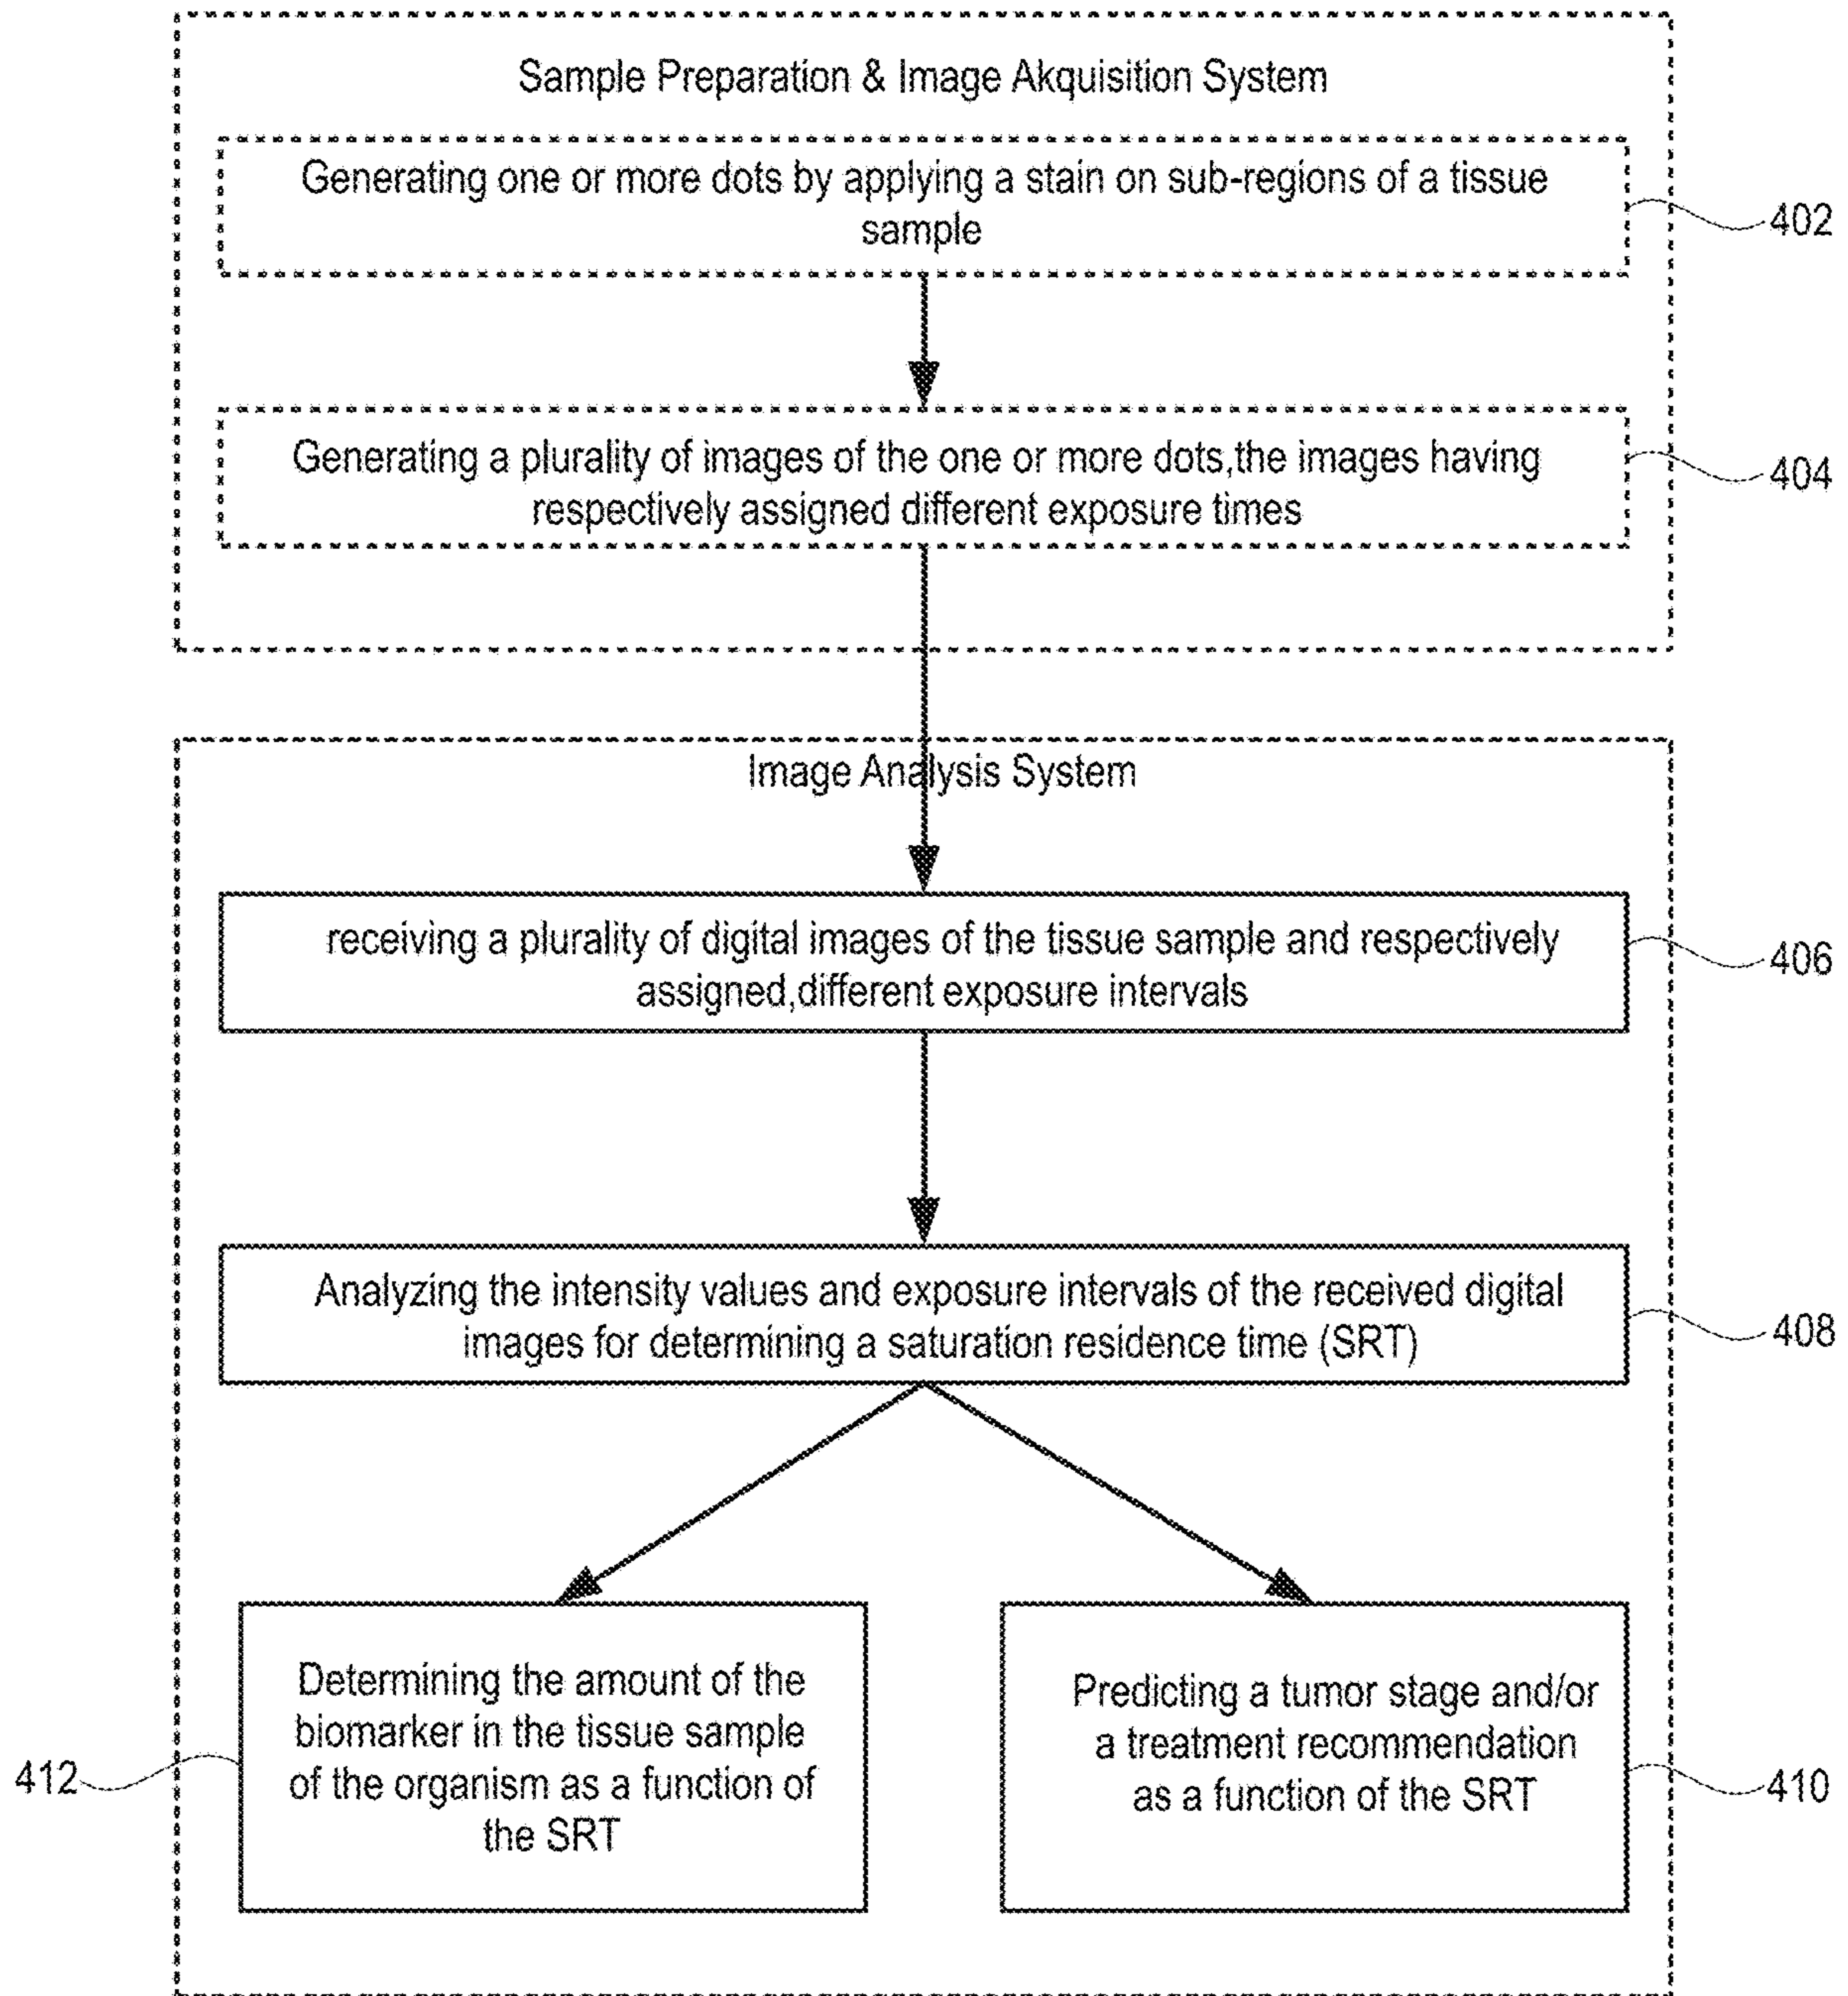 Sample Preparation & Image Akquisition System
Generating one or more dots by applying a stain on sub-regions of a tissue
sample
402
Generating a plurality of images of the one or more dots,the images having
respectively assigned different exposure times
404
Image Analysis System
receiving a plurality of digital images of the tissue sample and respectively
assigned,different exposure intervals
406
Analyzing the intensity values and exposure intervals of the received digital
images for determining a saturation residence time (SRT)
408
Determining the amount of the
biomarker in the tissue sample
of the organism as a function of
the SRT
412
Predicting a tumor stage and/or
a treatment recommendation
as a function of the SRT
410